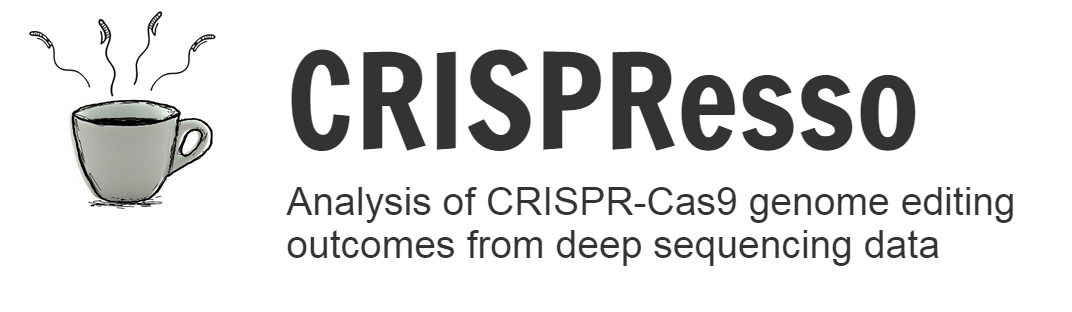 CRISPResso
Analysis of CRISPR-Cas9 genome editing
outcomes from deep sequencing data